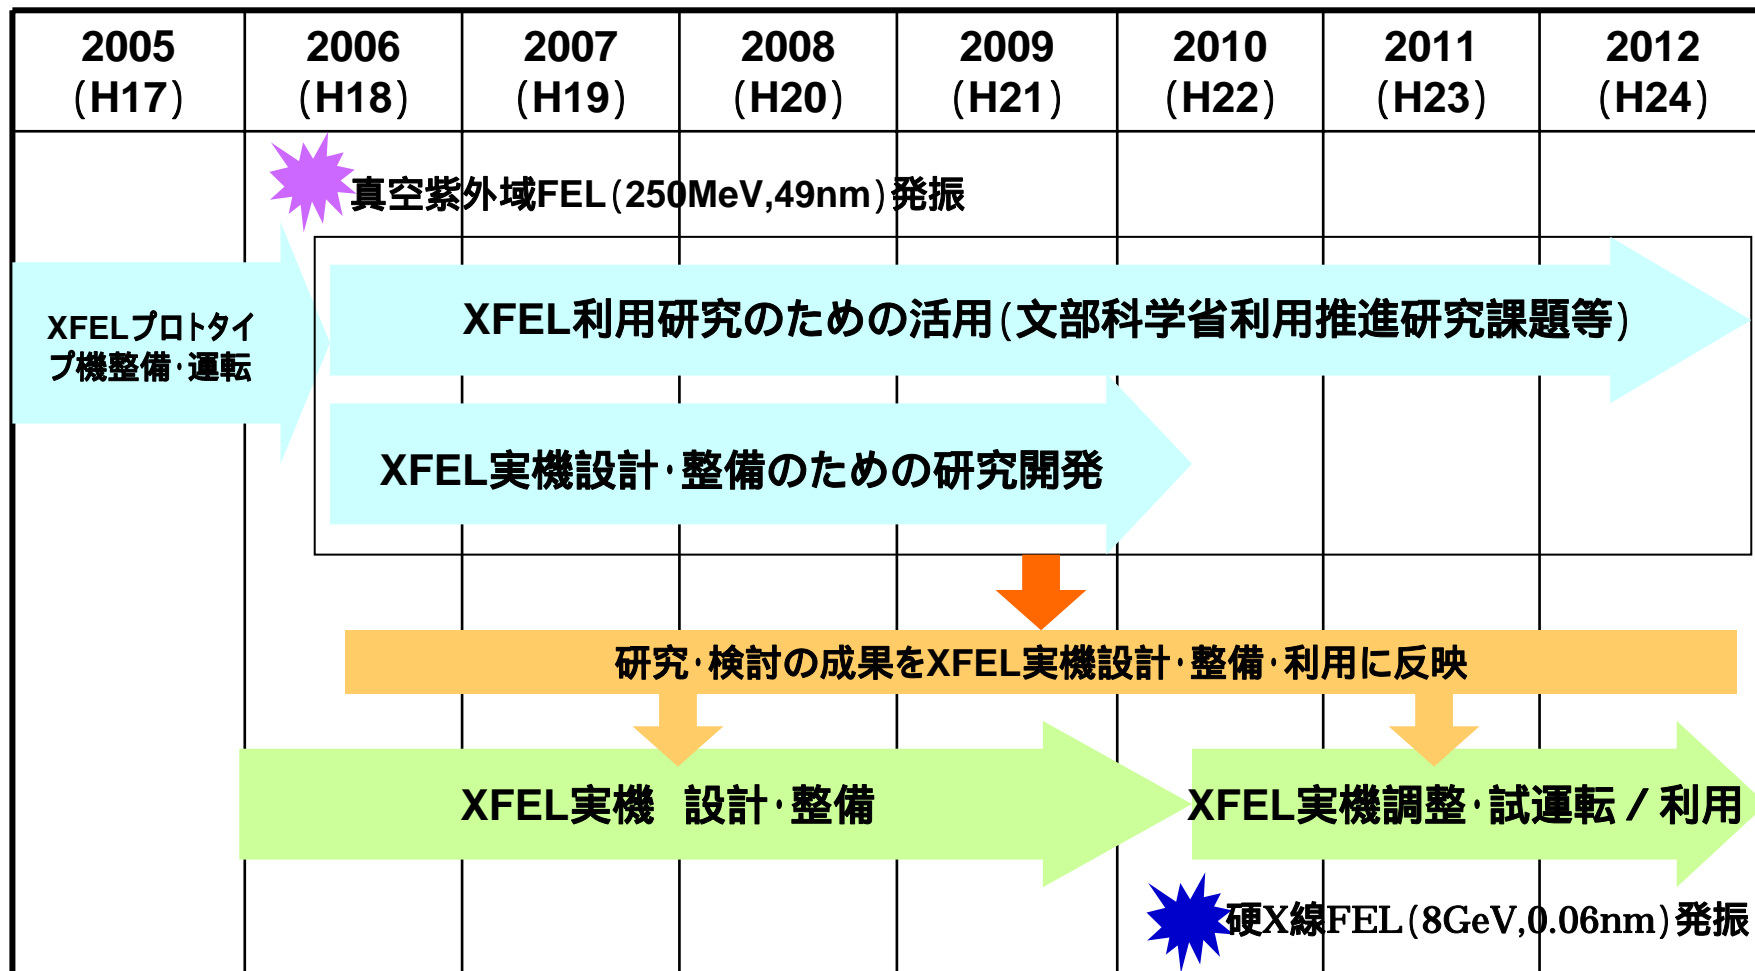 2005 2006 2007 2008 2009 2010 2011 2012
(H17) (H18) (H19) (H20) (H21) (H22) (H23) (H24)
真空紫外域FEL(250MeV,49nm)発振
XFELプロトタイ
プ機整備・運転
XFEL利用研究のための活用(文部科学省利用推進研究課題等)
XFEL実機設計・整備のための研究開発
研究・検討の成果をXFEL実機設計・整備・利用に反映
XFEL実機 設計・整備
XFEL実機調整・試運転/利用
硬X線FEL(8GeV,0.06nm)発振